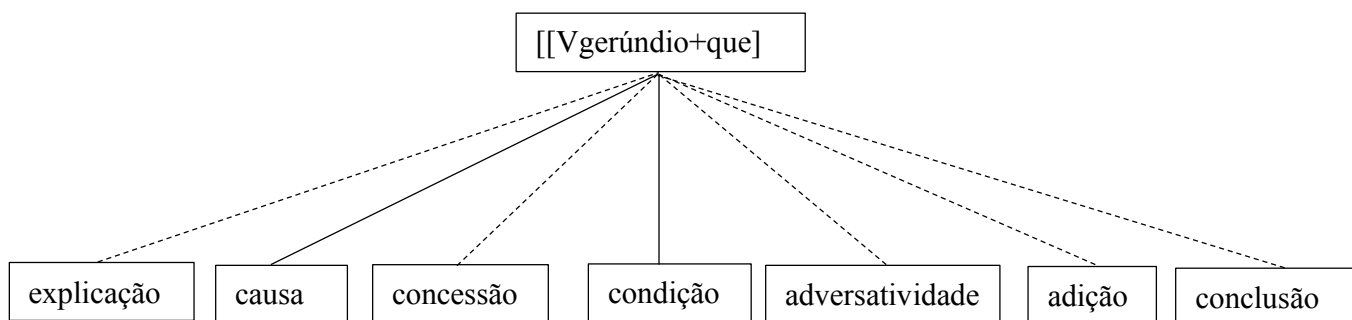 [[Vgerúndio+que]
explicação
causa
concessão
condição
adversatividade
adição
conclusão